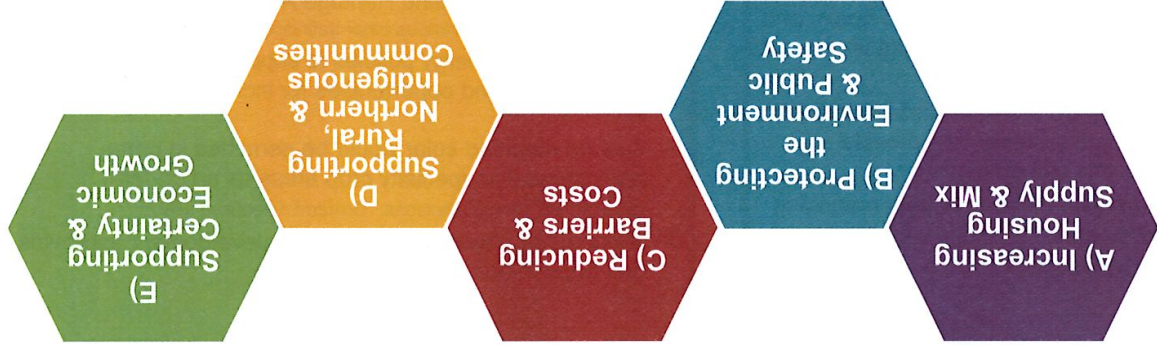 A) Increasing
Housing
Supply & Mix
B) Protecting
the
Environment
& Public
Safety
C) Reducing
Barriers &
Costs
D)
Supporting
Rural,
Northern &
Indigenous
Communities
E)
Supporting
Certainty &
Economic
Growth